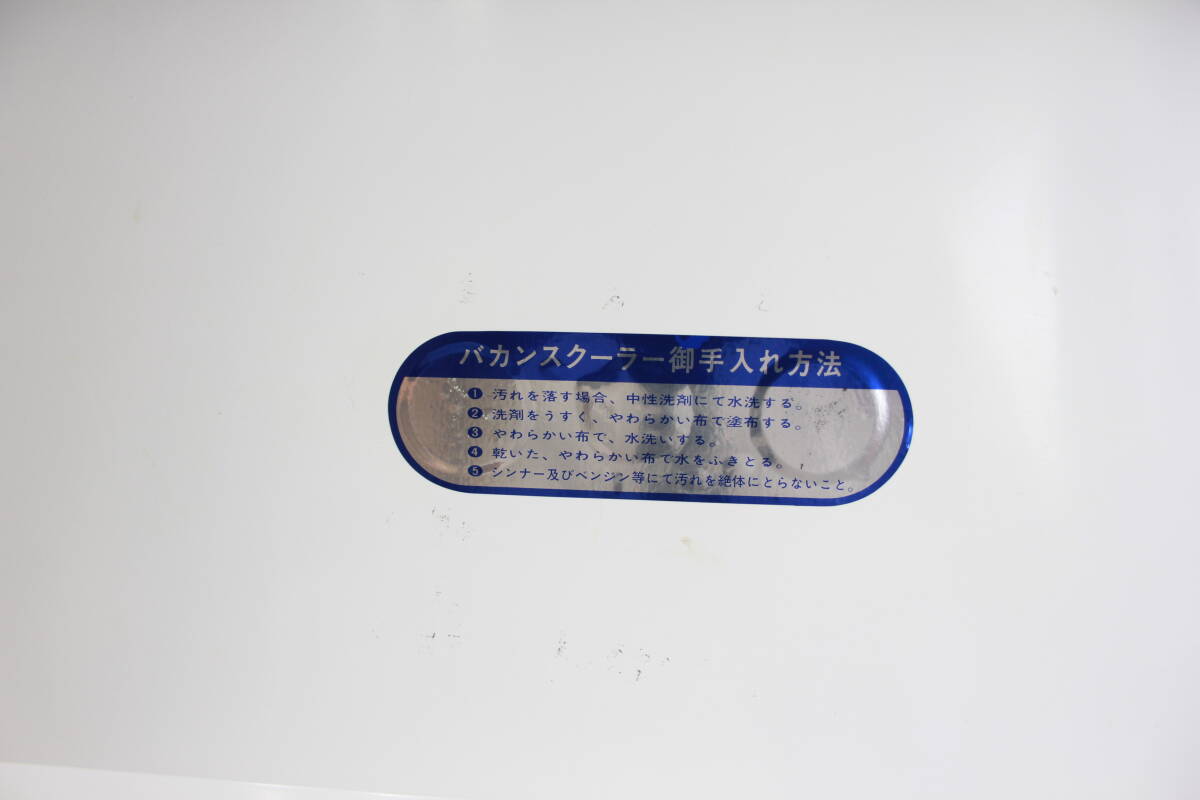 バカンスクーラー御手入れ方法
❶ 汚れを落す場合、中性洗剤にて水洗する。
❷ 洗剤をうすく、やわらかい布で塗布する。
❸ やわらかい布で、水洗いする。
❹ 乾いた、やわらかい布で水をふきとる。
❺ シンナー及びベンジン等にて汚れを絶体にとらないこと。